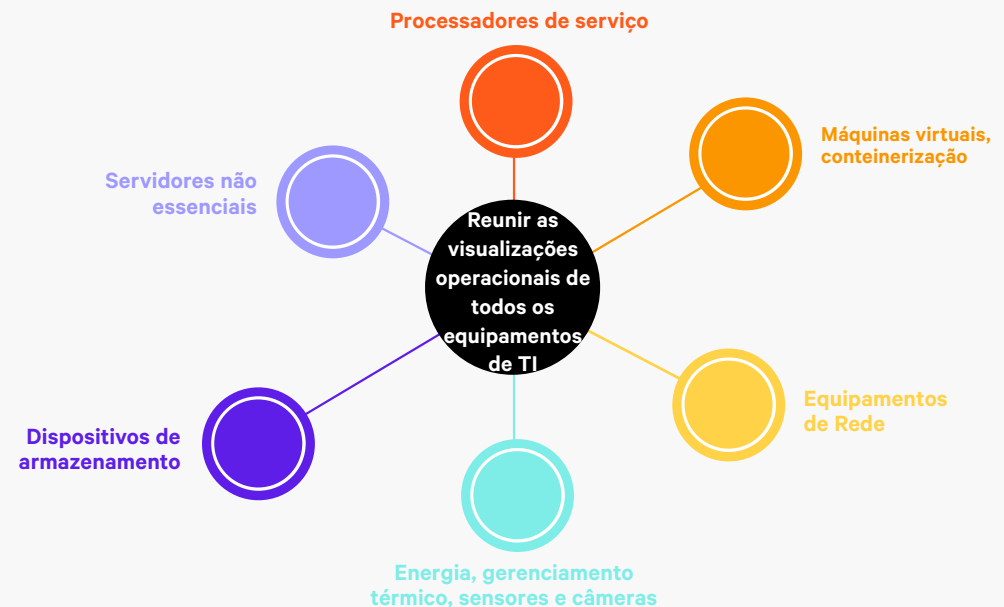 Processadores de serviço
Máquinas virtuais,
conteinerização
Servidores não
essenciais
Reunir as
visualizações
operacionais de
todos os
equipamentos
de TI
Equipamentos
de Rede
Dispositivos de
armazenamento
Energia, gerenciamento
térmico, sensores e câmeras